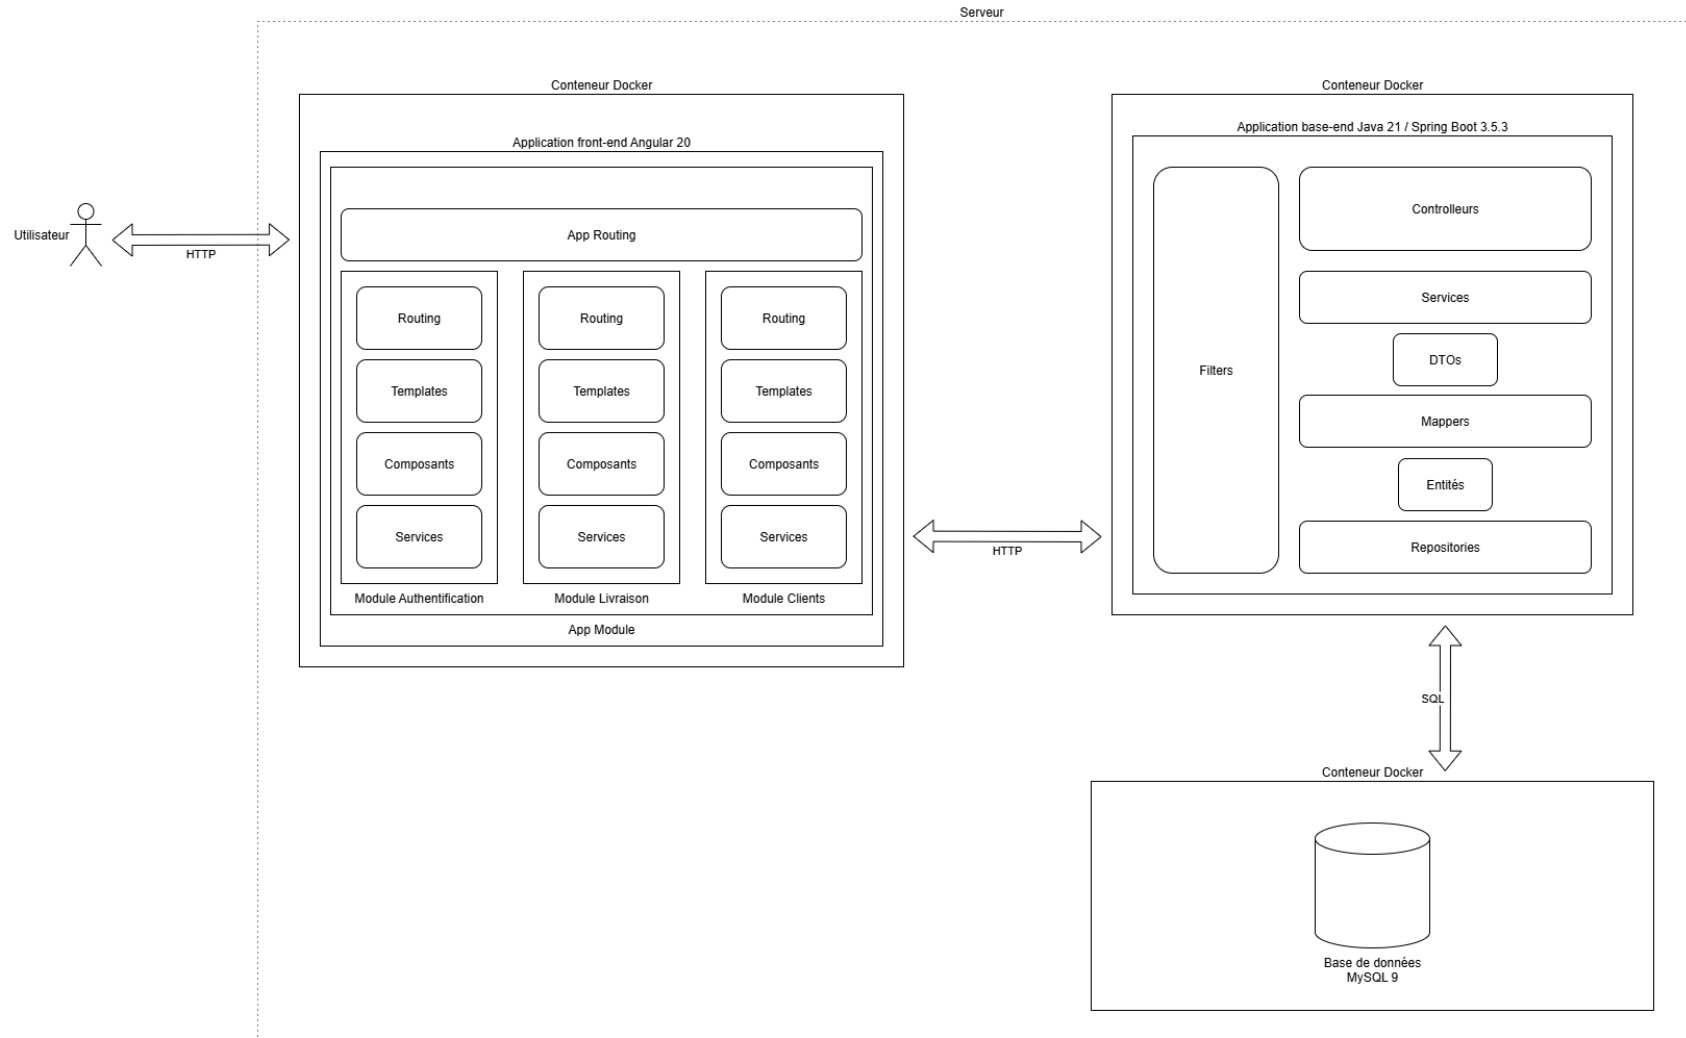 Serveur
Conteneur Docker
Application front-end Angular 20
App Routing
Routing
Templates
Composants
Services
Module Authentification
Routing
Templates
Composants
Services
Module Livraison
Routing
Templates
Composants
Services
Module Clients
App Module
Utilisateur
HTTP
HTTP
Conteneur Docker
Application base-end Java 21 / Spring Boot 3.5.3
Filters
Controlleurs
Services
DTOs
Mappers
Entités
Repositories
SQL
Conteneur Docker
Base de données
MySQL 9